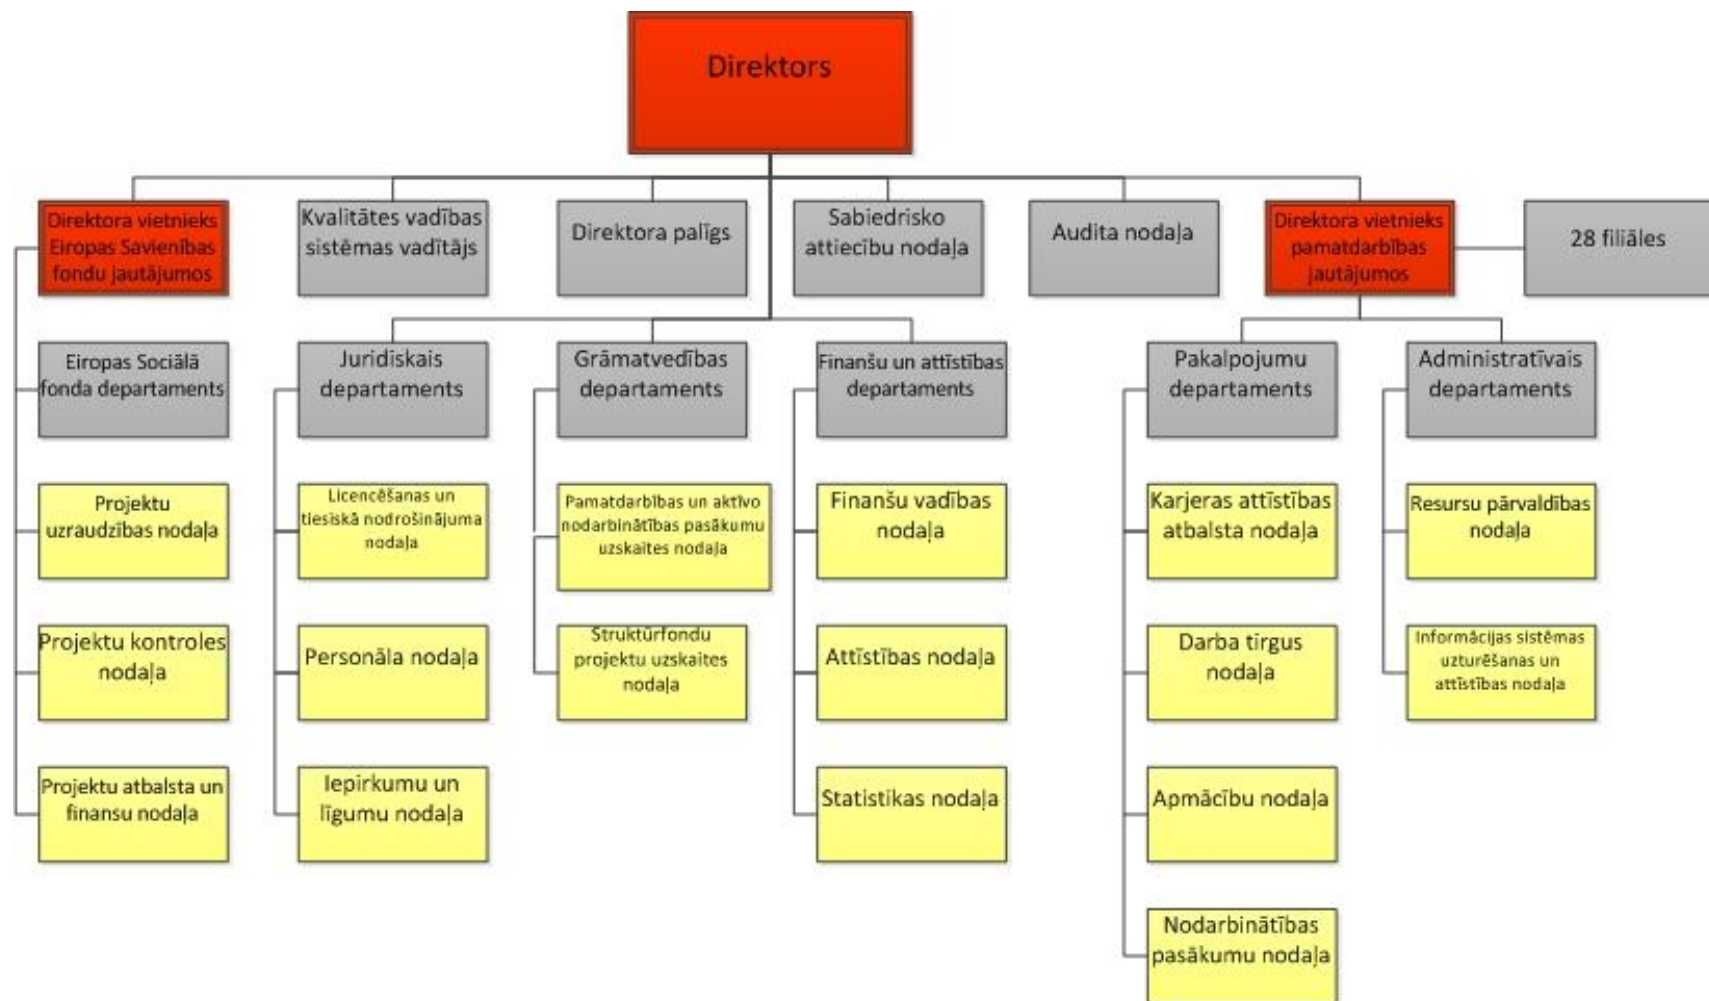 Direktors
Direktora vietnieks
Eiropas Savienības
fondu jautājumos
Kvalitātes vadības
sistēmas vadītājs
Direktora palīgs
Sabiedrisko
attiecību nodaļa
Audita nodaļa
Direktora vietnieks
pamatdarbības
jautājumos
28 filiāles
Eiropas Sociālā
fonda departaments
Juridiskais
departaments
Grāmatvedības
departaments
Finanšu un attīstības
departaments
Pakalpojumu
departaments
Administratīvais
departaments
Projektu
uzraudzības nodaļa
Licencēšanas un
tiesiskā nodrošinājuma
nodaļa
Pamatdarbības un aktīvo
nodarbinātības pasākumu
uzskaites nodaļa
Finanšu vadības
nodaļa
Karjeras attīstības
atbalsta nodaļa
Resursu pārvaldības
nodaļa
Projektu kontroles
nodaļa
Personāla nodaļa
Struktūrfondu
projektu uzskaites
nodaļa
Attīstības nodaļa
Darba tirgus
nodaļa
Informācijas sistēmas
uzturēšanas un
attīstības nodaļa
Projektu atbalsta un
finansu nodaļa
Iepirkumu un
līgumu nodaļa
Statistikas nodaļa
Apmācību nodaļa
Nodarbinātības
pasākumu nodaļa